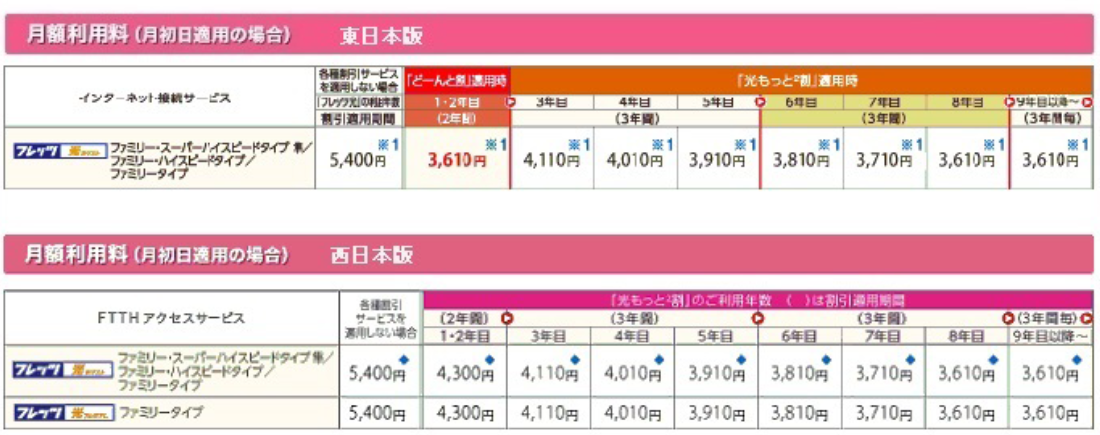 月額利用料(月初日適用の場合) 東日本版
インターネット接続サービス
各種割引サービス
を適用しない場合
「どーんと割」適用時
「光もっと²割」適用時
「フレッツ光」の利用年数
1・2年目 3年目 4年目 5年目 6年目 7年目 8年目 9年目以降~
割引適用期間 (2年間) (3年間) (3年間) (3年間毎)
フレッツ 光 ファミリー・スーパーハイスピードタイプ 隼/
ファミリー・ハイスピードタイプ/
ファミリータイプ
※1 ※1 ※1 ※1 ※1 ※1 ※1 ※1 ※1
5,400円 3,610円 4,110円 4,010円 3,910円 3,810円 3,710円 3,610円 3,610円
月額利用料(月初日適用の場合) 西日本版
FTTH アクセスサービス
各種割引
サービスを
適用しない場合
「光もっと²割」のご利用年数 ( )は割引適用期間
(2年間) (3年間) (3年間) (3年間毎)
1・2年目 3年目 4年目 5年目 6年目 7年目 8年目 9年目以降~
フレッツ 光 ファミリー・スーパーハイスピードタイプ 隼/
ファミリー・ハイスピードタイプ/
ファミリータイプ
5,400円 4,300円 4,110円 4,010円 3,910円 3,810円 3,710円 3,610円 3,610円
フレッツ 光 ファミリータイプ
5,400円 4,300円 4,110円 4,010円 3,910円 3,810円 3,710円 3,610円 3,610円